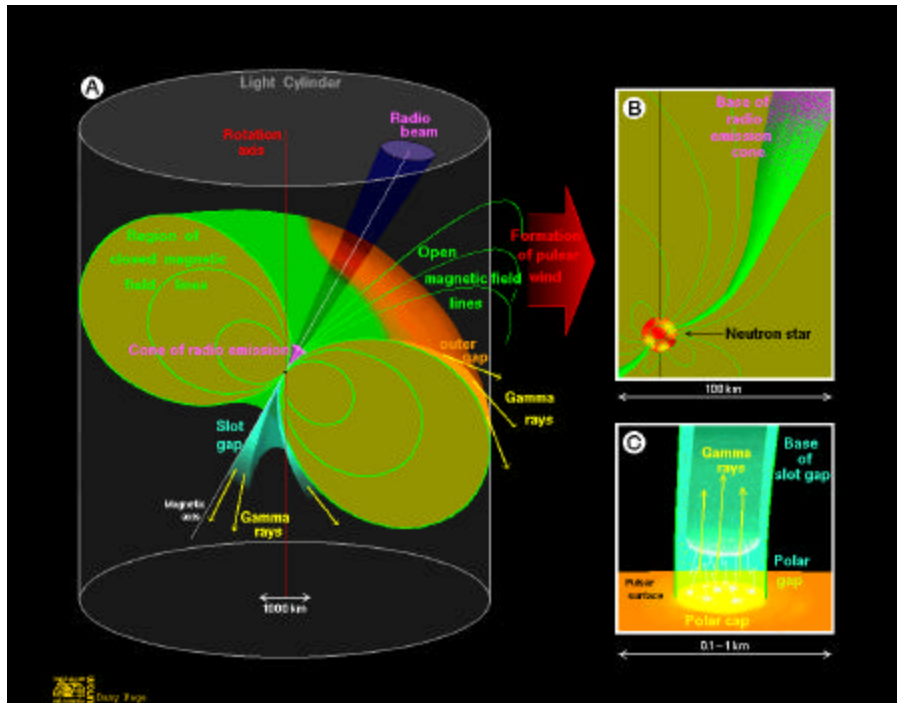 A
Light Cylinder
Radio
beam
Rotation
axis
Region of
closed magnetic
field lines
Open
magnetic field
lines
Formation
of pulsar
wind
Cone of radio emission
outer
gap
Gamma
rays
Slot
gap
Magnetic
axis
Gamma
rays
1000 km
B
Base of
radio
emission
cone
Neutron star
100 km
C
Gamma
rays
Base
of
slot gap
Polar
gap
Pulsar
surface
Polar cap
0.1 – 1 km
Dany Page